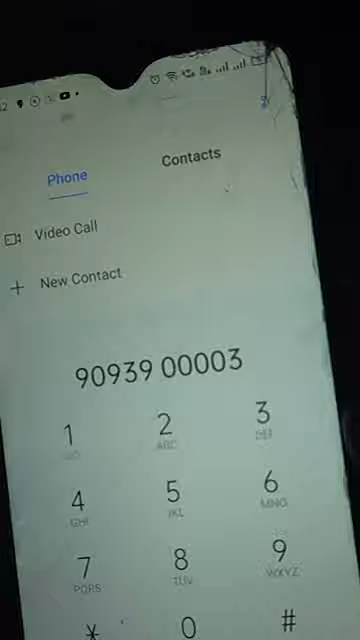 Phone Contacts
Video Call
New Contact
90939 00003
1 2 3
ABC DEF
4 5 6
GHI JKL MNO
7 8 9
PQRS TUV WXYZ
* 0 #